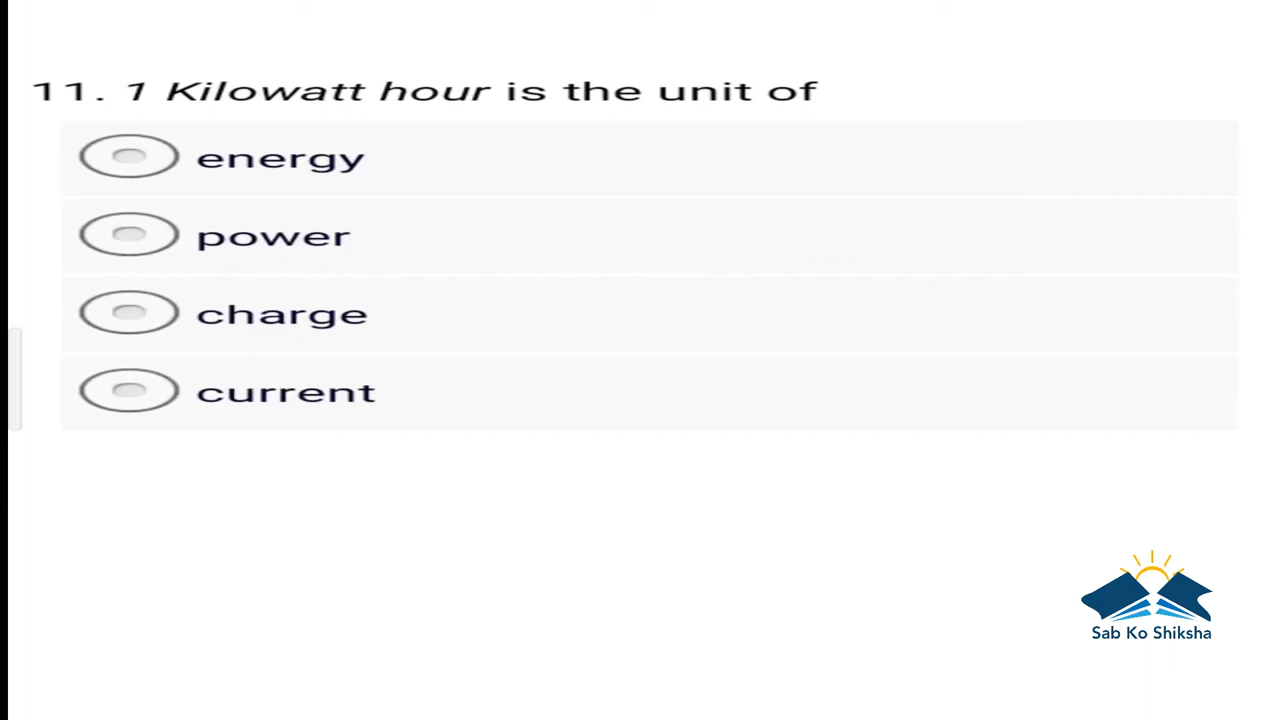 11. 1 Kilowatt hour is the unit of
energy
power
charge
current
Sab Ko Shiksha